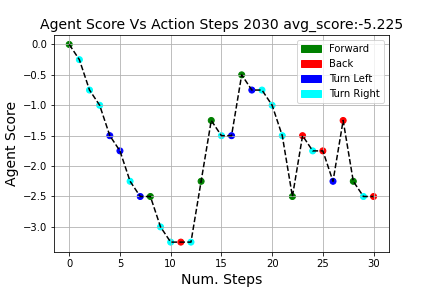 Agent Score Vs Action Steps 2030 avg_score:-5.225
Forward
Back
Turn Left
Turn Right
Agent Score
0.0
−0.5
−1.0
−1.5
−2.0
−2.5
−3.0
0 5 10 15 20 25 30
Num. Steps